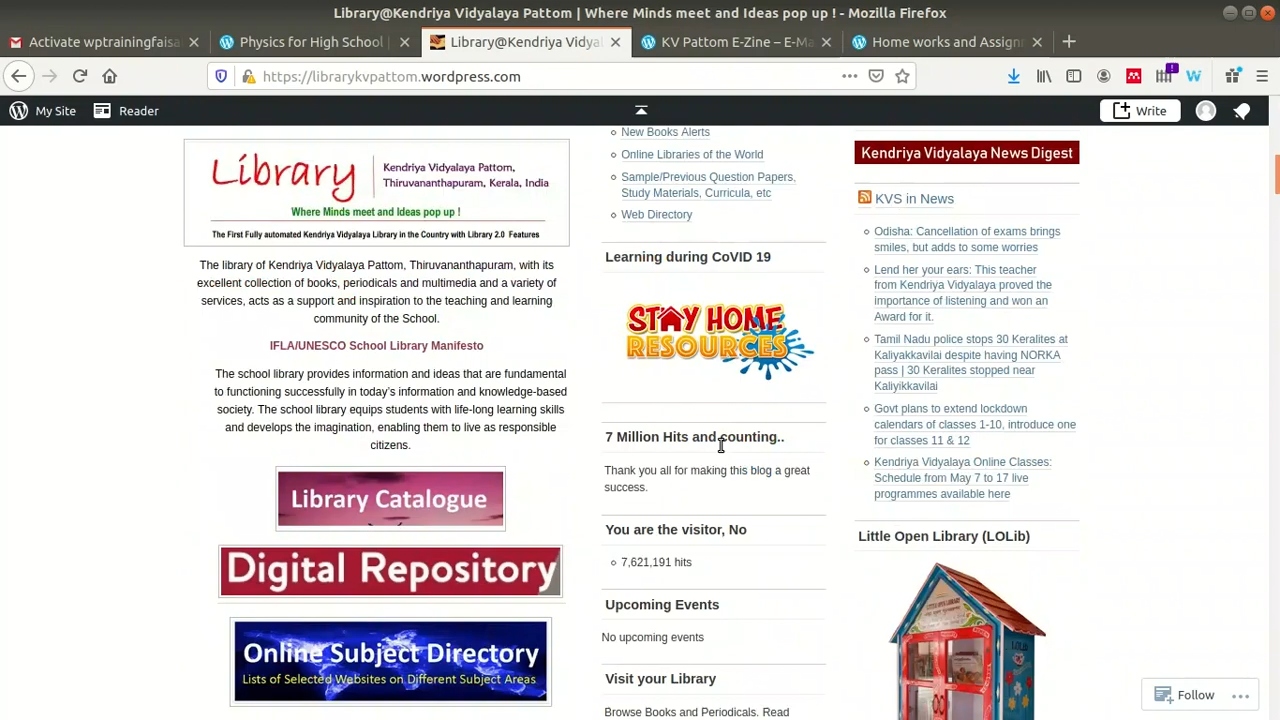 Library@Kendriya Vidyalaya Pattom | Where Minds meet and Ideas pop up ! - Mozilla Firefox
Activate wptrainingfaisa
Physics for High School |
Library@Kendriya Vidya
KV Pattom E-Zine – E-Ma
Home works and Assign
https://librarykvpattom.wordpress.com
My Site
Reader
Write
Library
Kendriya Vidyalaya Pattom,
Thiruvananthapuram, Kerala, India
Where Minds meet and Ideas pop up !
The First Fully automated Kendriya Vidyalaya Library in the Country with Library 2.0 Features
The library of Kendriya Vidyalaya Pattom, Thiruvananthapuram, with its
excellent collection of books, periodicals and multimedia and a variety of
services, acts as a support and inspiration to the teaching and learning
community of the School.
IFLA/UNESCO School Library Manifesto
The school library provides information and ideas that are fundamental
to functioning successfully in today's information and knowledge-based
society. The school library equips students with life-long learning skills
and develops the imagination, enabling them to live as responsible
citizens.
Library Catalogue
Digital Repository
Online Subject Directory
Lists of Selected Websites on Different Subject Areas
New Books Alerts
Online Libraries of the World
Sample/Previous Question Papers,
Study Materials, Curricula, etc
Web Directory
Learning during CoVID 19
STAY HOME
RESOURCES
7 Million Hits and counting..
Thank you all for making this blog a great
success.
You are the visitor, No
7,621,191 hits
Upcoming Events
No upcoming events
Visit your Library
Browse Books and Periodicals. Read
Kendriya Vidyalaya News Digest
KVS in News
Odisha: Cancellation of exams brings
smiles, but adds to some worries
Lend her your ears: This teacher
from Kendriya Vidyalaya proved the
importance of listening and won an
Award for it.
Tamil Nadu police stops 30 Keralites at
Kaliyakkavilai despite having NORKA
pass | 30 Keralites stopped near
Kaliyikkavilai
Govt plans to extend lockdown
calendars of classes 1-10, introduce one
for classes 11 & 12
Kendriya Vidyalaya Online Classes:
Schedule from May 7 to 17 live
programmes available here
Little Open Library (LOLib)
Follow